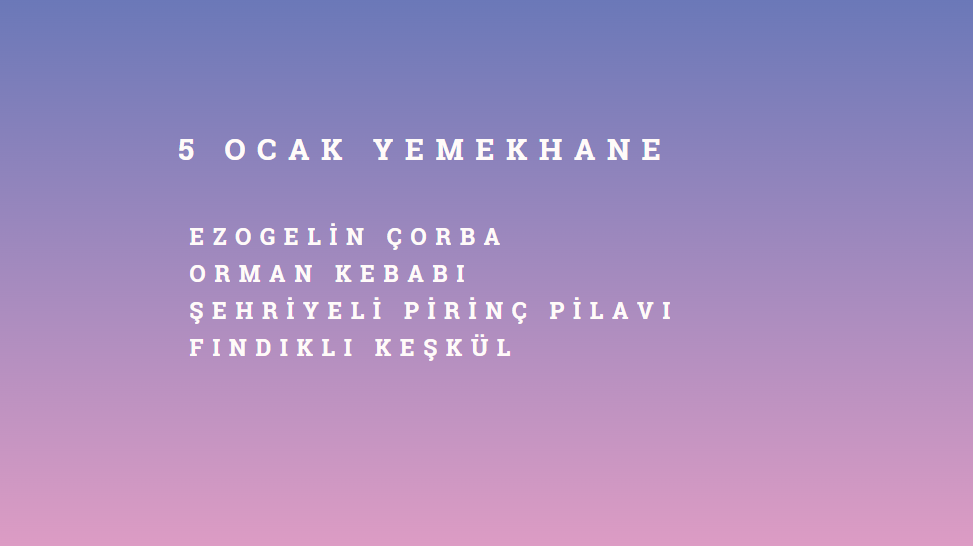 5 OCAK YEMEKHANE
EZOGELİN ÇORBA
ORMAN KEBABI
ŞEHRİYELİ PİRİNÇ PİLAVI
FINDIKLI KEŞKÜL